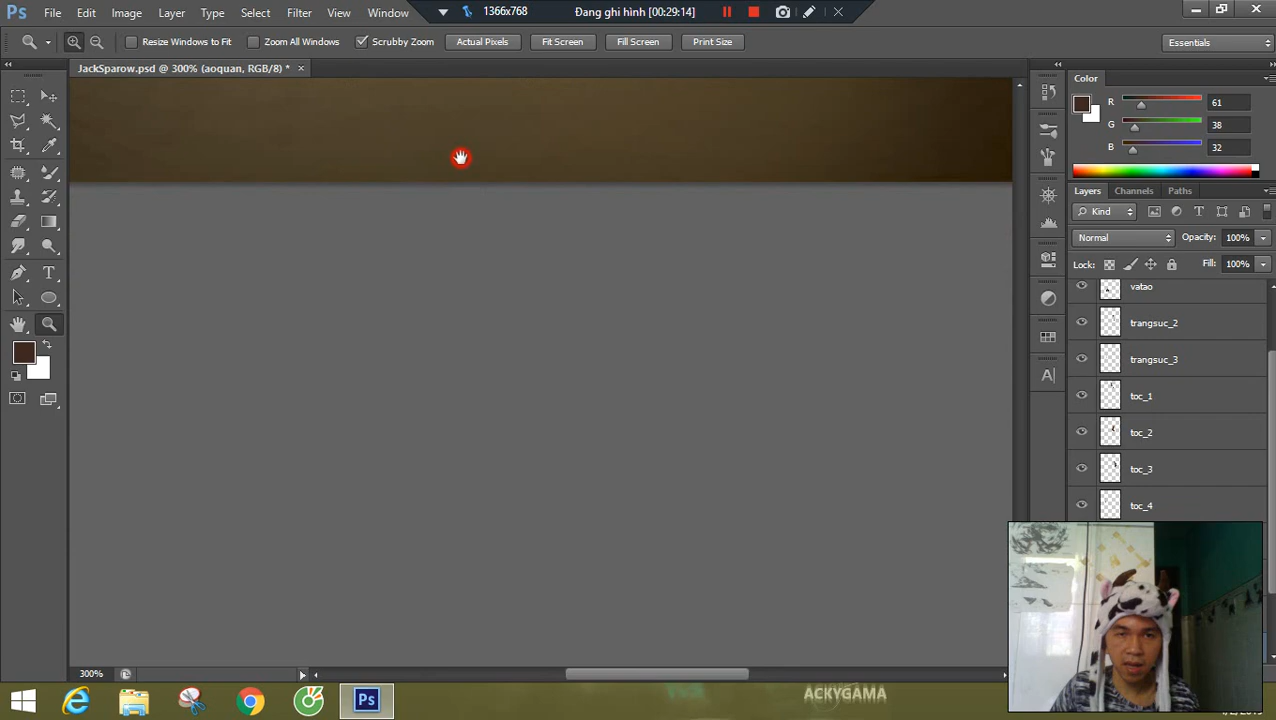 Ps File Edit Image Layer Type Select Filter View Window 1366x768 Đang ghi hình [00:29:14]
Resize Windows to Fit Zoom All Windows Scrubby Zoom Actual Pixels Fit Screen Fill Screen Print Size Essentials
JackSparow.psd @ 300% (aoquan, RGB/8) *
Color
R 61
G 38
B 32
Layers Channels Paths
Kind
Normal Opacity: 100%
Lock: Fill: 100%
vatao
trangsuc_2
trangsuc_3
toc_1
toc_2
toc_3
toc_4
300%
Ps ACKYGAMA